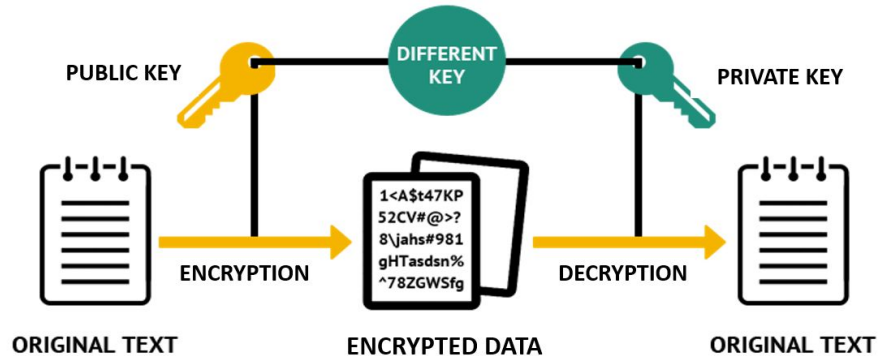 DIFFERENT
KEY
PUBLIC KEY
PRIVATE KEY
1<A$t47KP
52CV#@>?
8\jahs#981
gHTasdsn%
^78ZGWSfg
ENCRYPTION
DECRYPTION
ORIGINAL TEXT
ENCRYPTED DATA
ORIGINAL TEXT